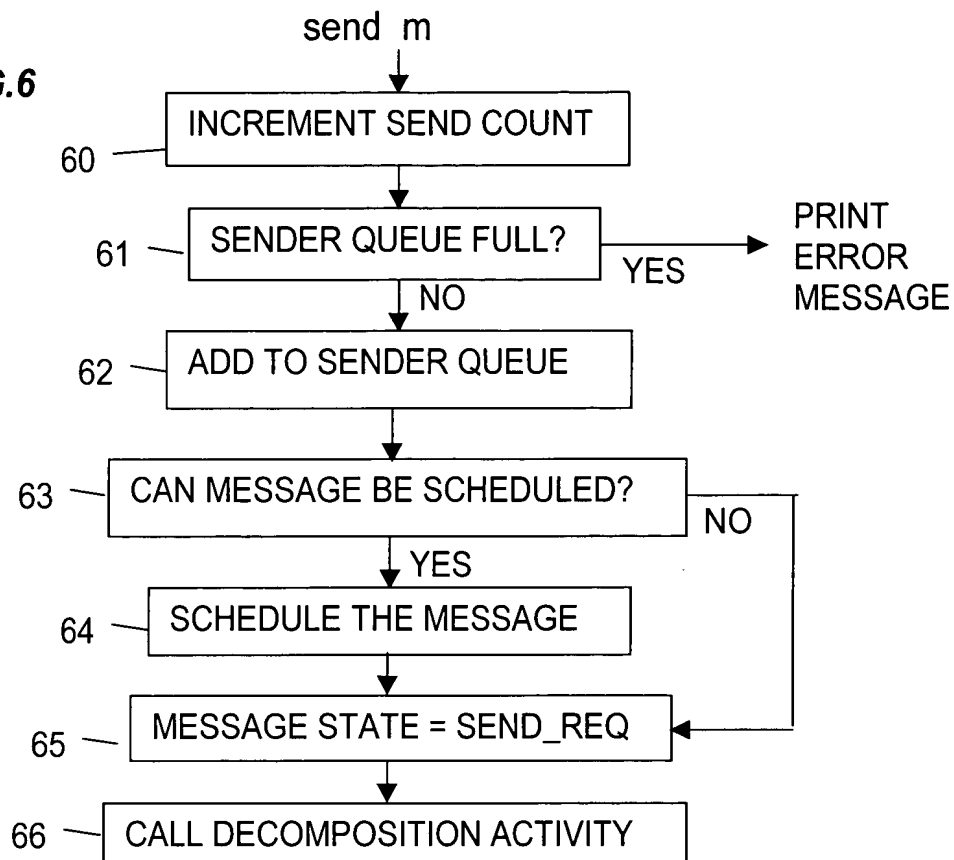 send m
G.6
INCREMENT SEND COUNT
60
SENDER QUEUE FULL?
61
YES
PRINT
ERROR
MESSAGE
NO
ADD TO SENDER QUEUE
62
CAN MESSAGE BE SCHEDULED?
63
NO
YES
SCHEDULE THE MESSAGE
64
MESSAGE STATE = SEND_REQ
65
CALL DECOMPOSITION ACTIVITY
66